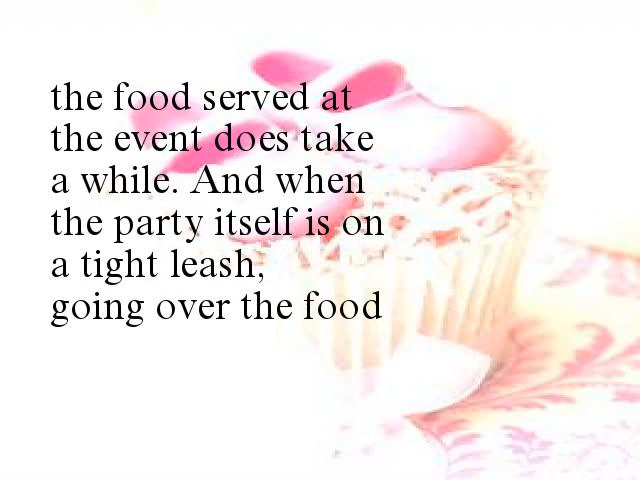 the food served at
the event does take
a while. And when
the party itself is on
a tight leash,
going over the food